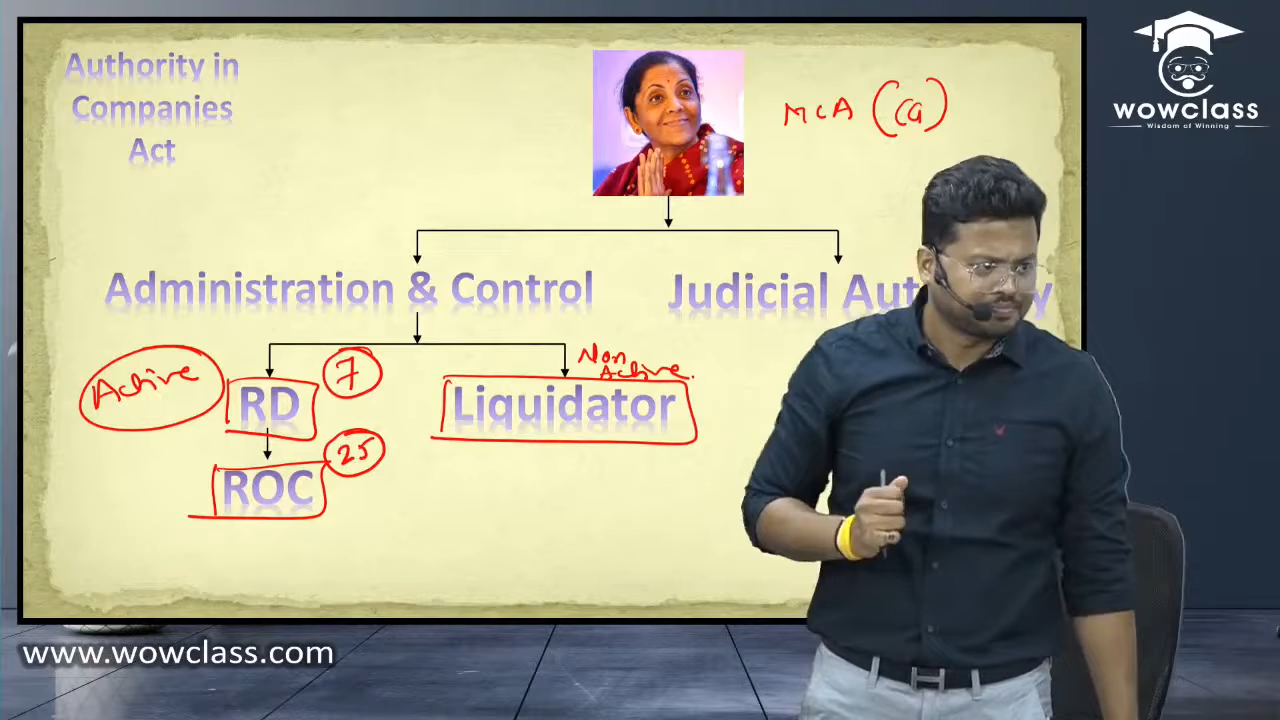 Authority in
Companies
Act
MCA (CG)
wowclass
Wisdom of Winning
Administration & Control
Judicial Aut
y
Active
RD
7
Non
Active.
Liquidator
ROC
25
www.wowclass.com